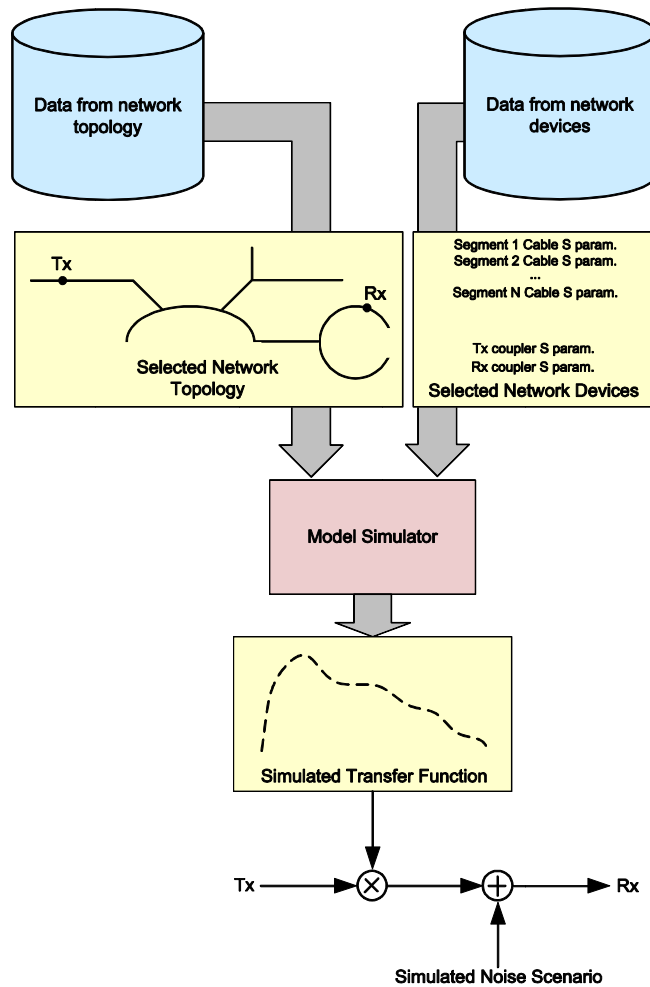 Data from network
topology
Data from network
devices
Tx
Rx
Selected Network
Topology
Segment 1 Cable S param.
Segment 2 Cable S param.
...
Segment N Cable S param.
Tx coupler S param.
Rx coupler S param.
Selected Network Devices
Model Simulator
Simulated Transfer Function
Tx
Rx
Simulated Noise Scenario